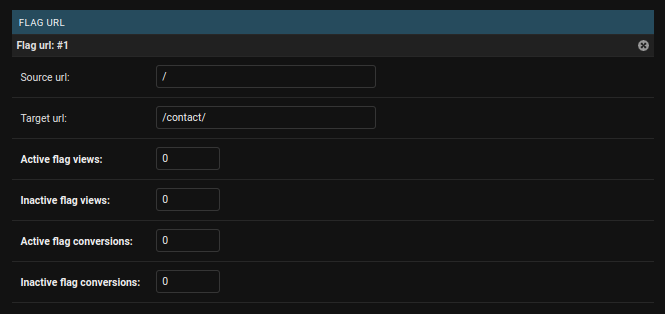 FLAG URL
Flag url: #1
Source url: /
Target url: /contact/
Active flag views: 0
Inactive flag views: 0
Active flag conversions: 0
Inactive flag conversions: 0